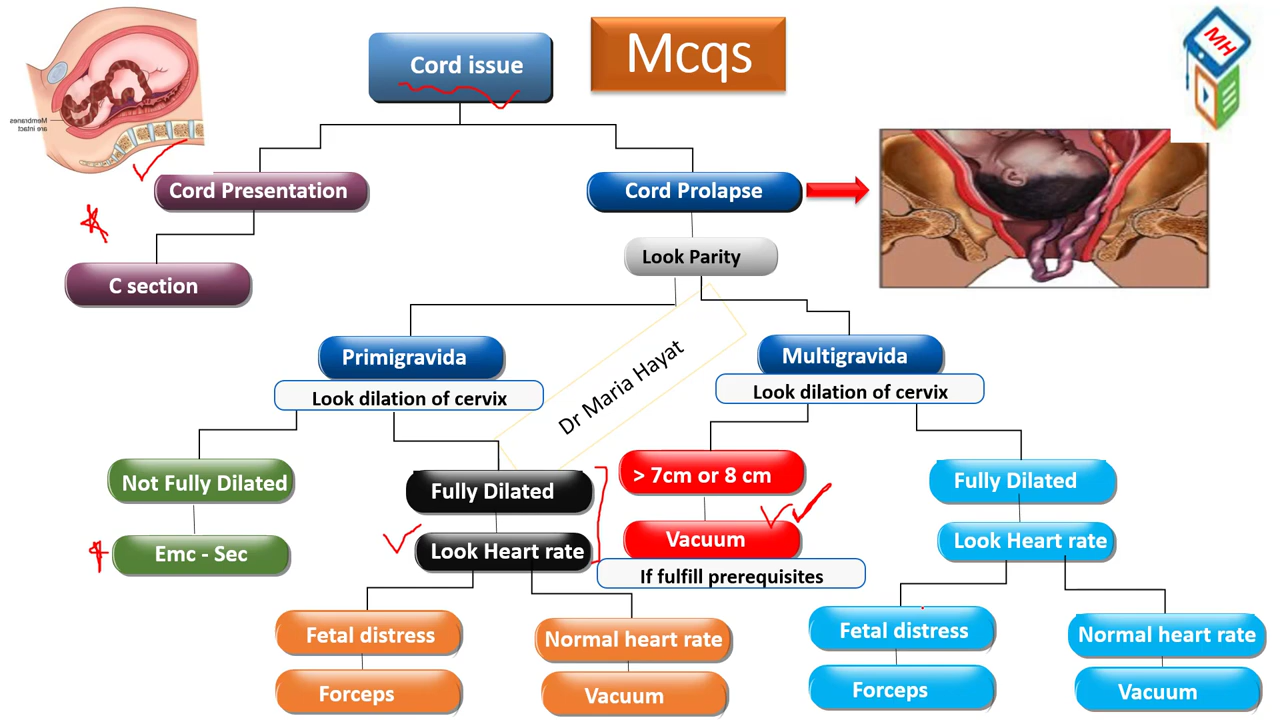 Cord issue
Mcqs
MH
Membranes
are intact
Cord Presentation
Cord Prolapse
Look Parity
C section
Primigravida
Multigravida
Look dilation of cervix
Look dilation of cervix
Dr Maria Hayat
Not Fully Dilated
Fully Dilated
> 7cm or 8 cm
Fully Dilated
Emc - Sec
Look Heart rate
Vacuum
Look Heart rate
If fulfill prerequisites
Fetal distress
Normal heart rate
Fetal distress
Normal heart rate
Forceps
Vacuum
Forceps
Vacuum